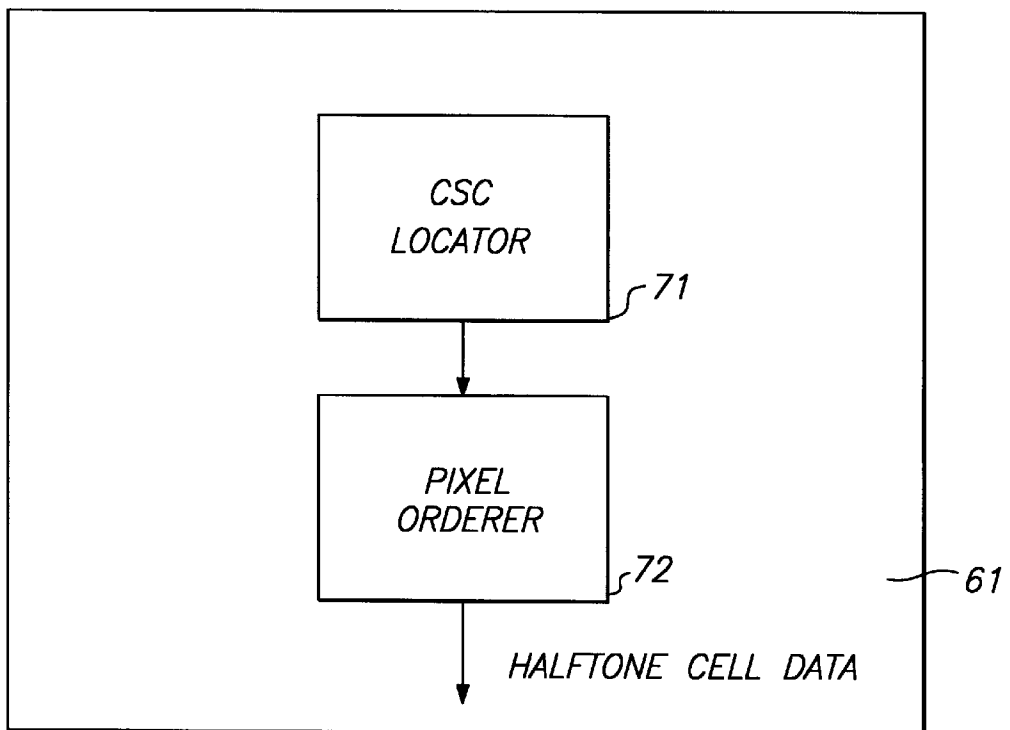 CSC
LOCATOR
71
PIXEL
ORDERER
72
61
HALFTONE CELL DATA